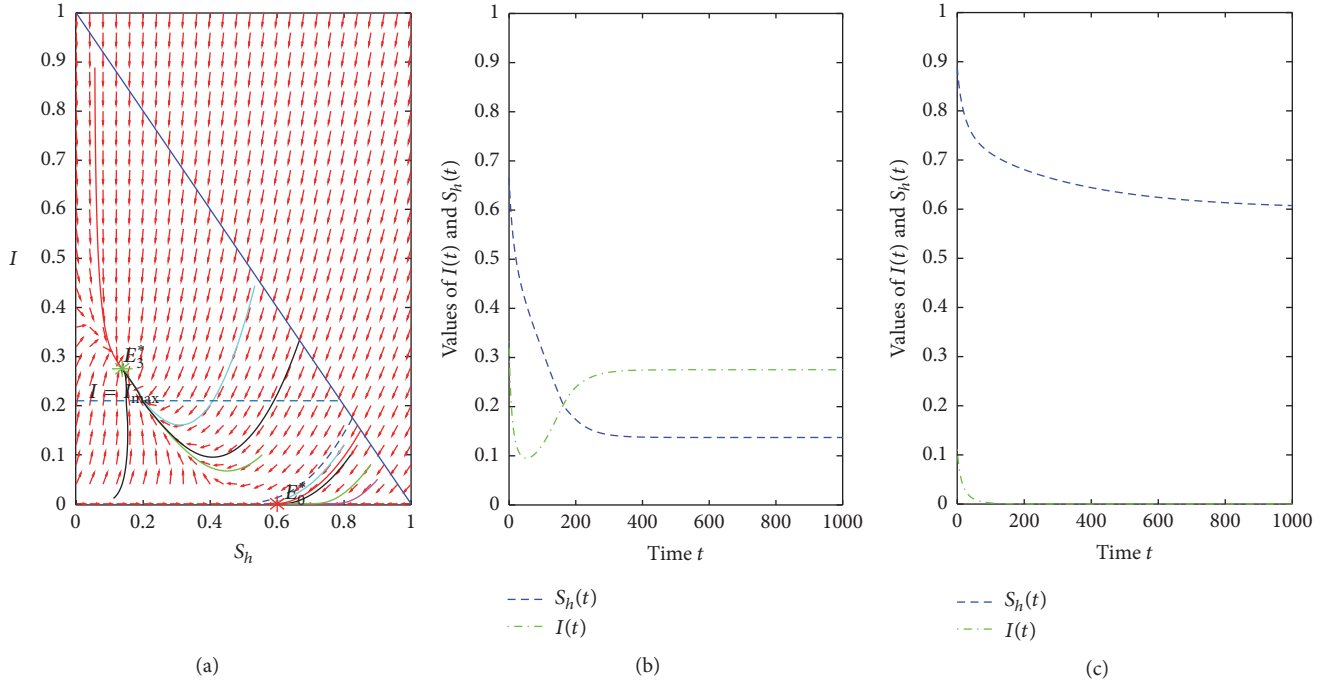 1
0.9
0.8
0.7
0.6
0.5
0.4
0.3
0.2
0.1
0
I
E*3
I = Imax
E*0
0 0.2 0.4 0.6 0.8 1
Sh
(a)
1
0.9
0.8
0.7
0.6
0.5
0.4
0.3
0.2
0.1
0
Values of I(t) and Sh(t)
0 200 400 600 800 1000
Time t
Sh(t)
I(t)
(b)
1
0.9
0.8
0.7
0.6
0.5
0.4
0.3
0.2
0.1
0
Values of I(t) and Sh(t)
0 200 400 600 800 1000
Time t
Sh(t)
I(t)
(c)